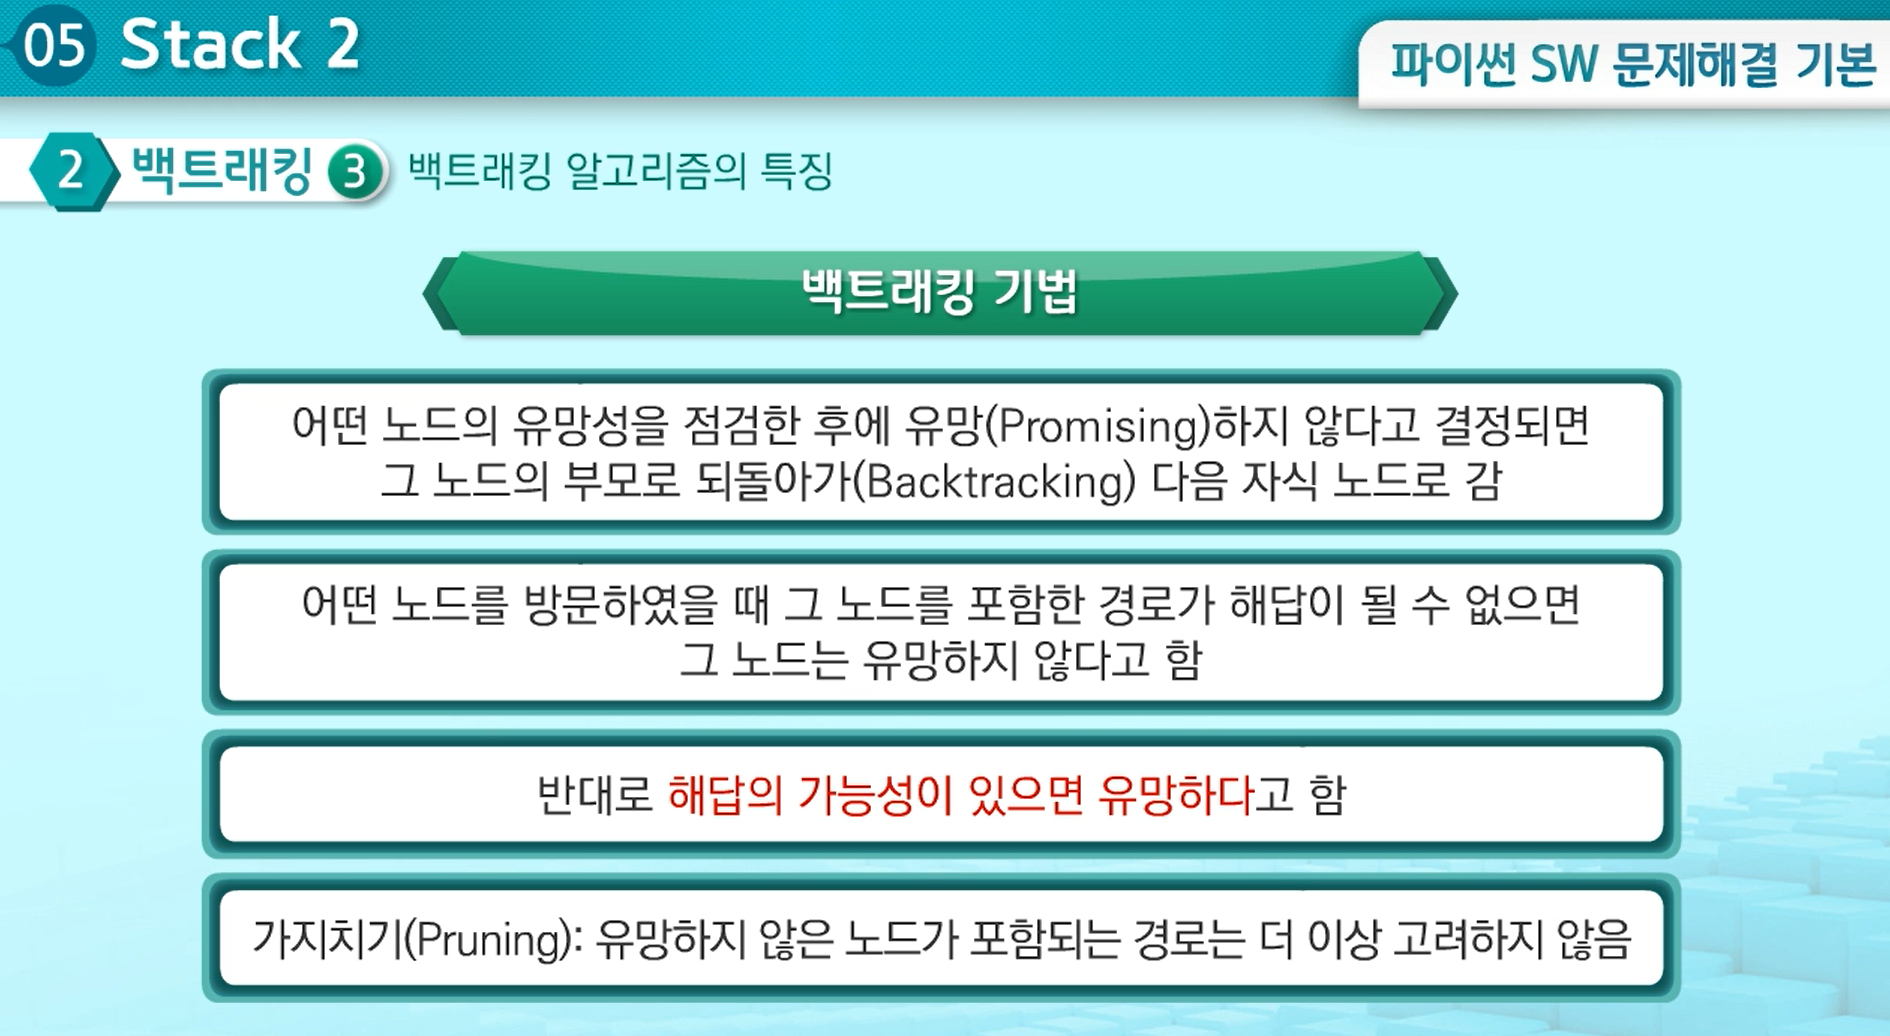 05 Stack 2
파이썬 SW 문제해결 기본
2 백트래킹 3 백트래킹 알고리즘의 특징
백트래킹 기법
어떤 노드의 유망성을 점검한 후에 유망(Promising)하지 않다고 결정되면
그 노드의 부모로 되돌아가(Backtracking) 다음 자식 노드로 감
어떤 노드를 방문하였을 때 그 노드를 포함한 경로가 해답이 될 수 없으면
그 노드는 유망하지 않다고 함
반대로 해답의 가능성이 있으면 유망하다고 함
가지치기(Pruning): 유망하지 않은 노드가 포함되는 경로는 더 이상 고려하지 않음